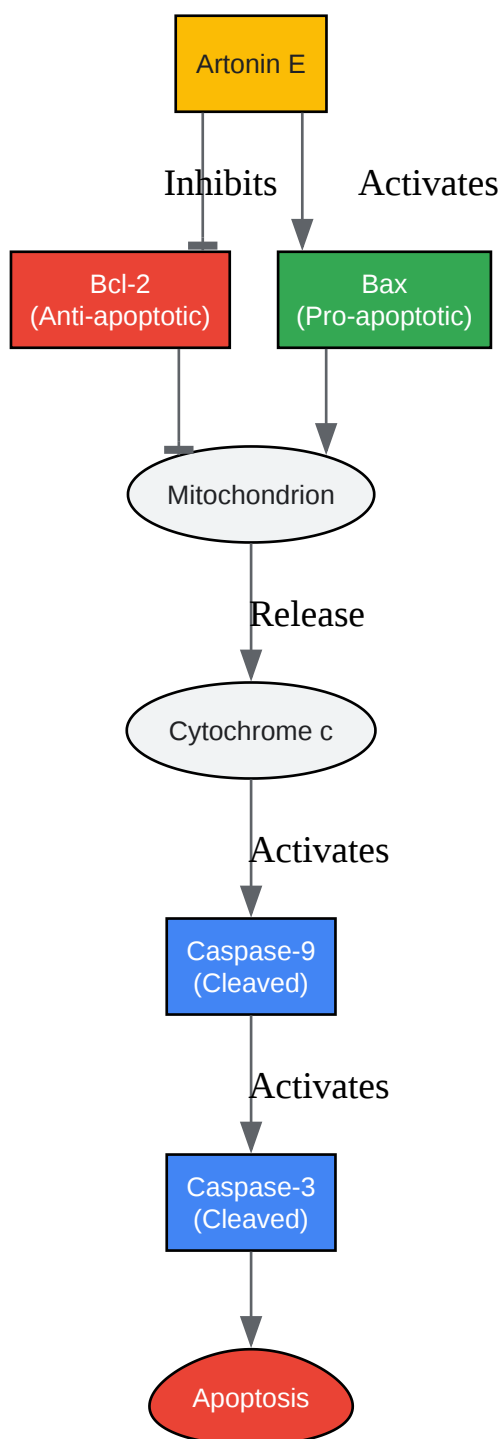 Artonin E
Inhibits
Activates
Bcl-2
(Anti-apoptotic)
Bax
(Pro-apoptotic)
Mitochondrion
Release
Cytochrome c
Activates
Caspase-9
(Cleaved)
Activates
Caspase-3
(Cleaved)
Apoptosis